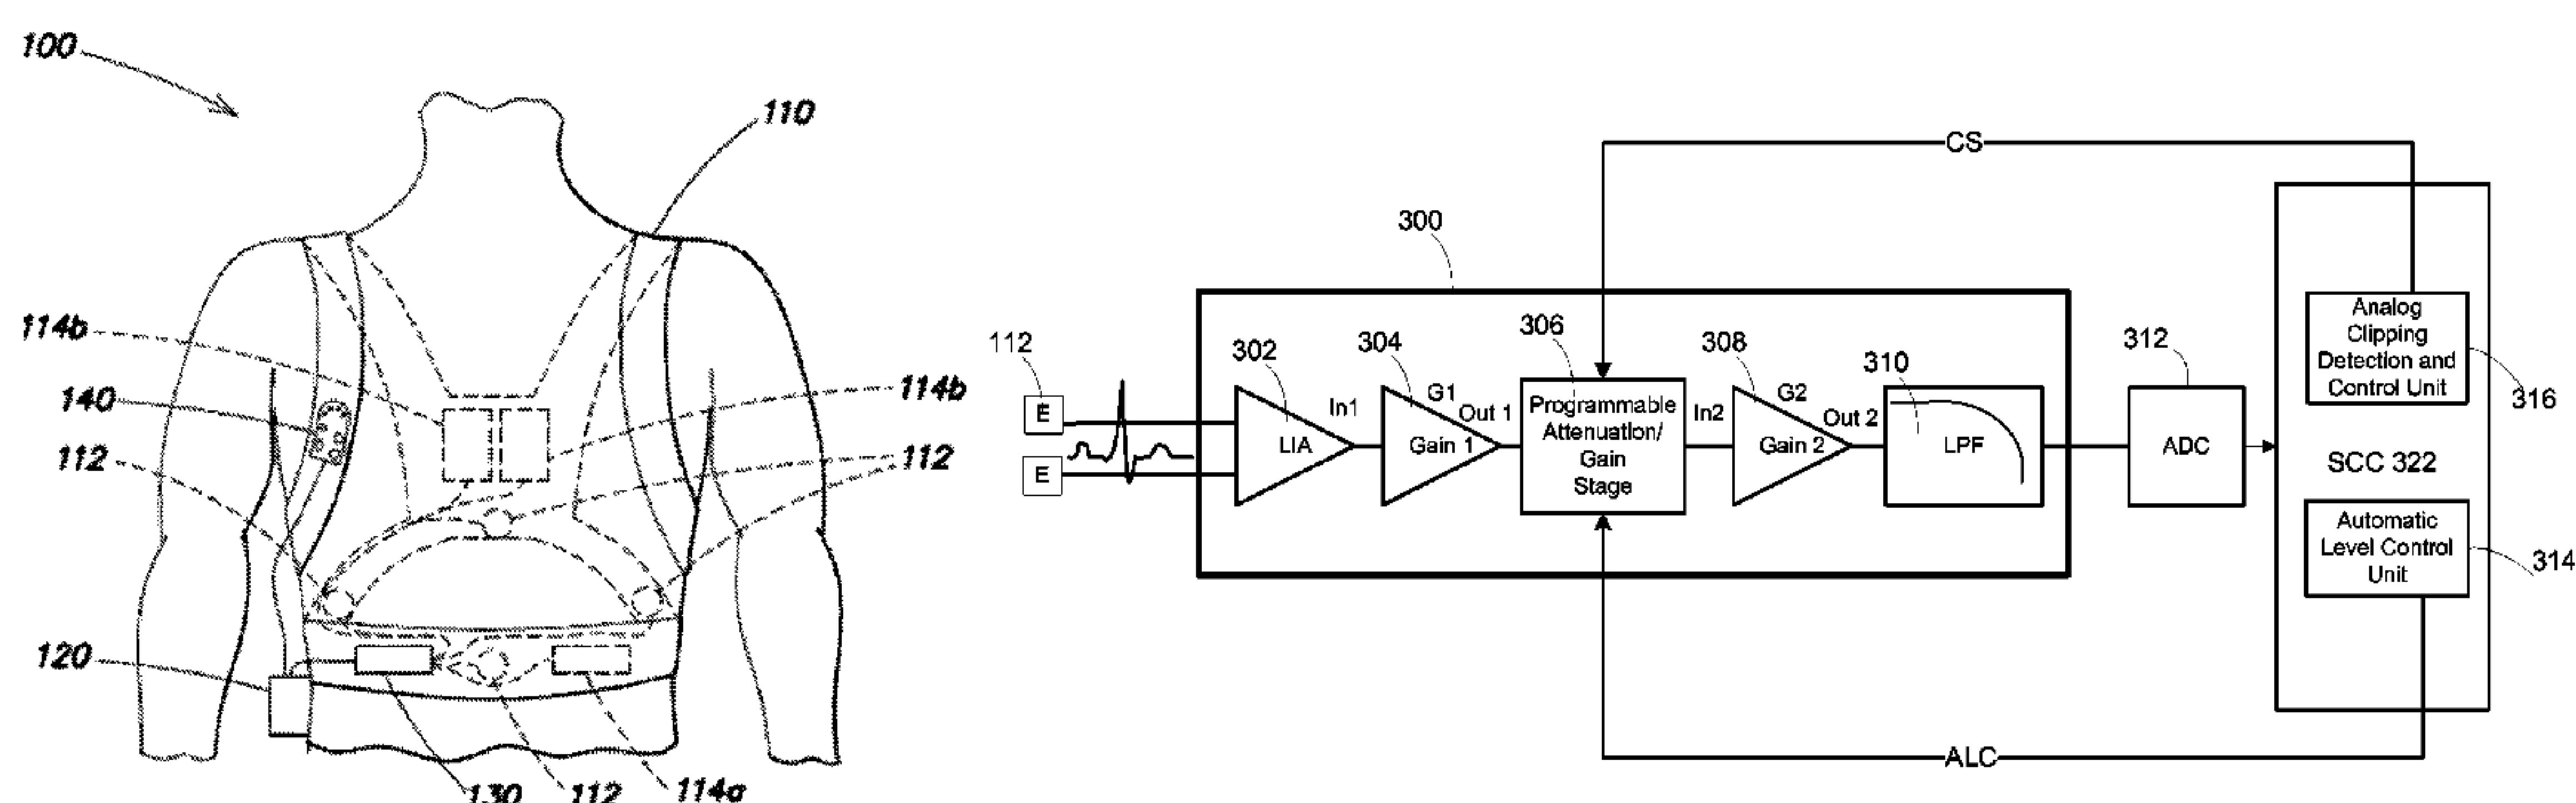 100
110
114b
140
112
120
130
112
114a
114b
112
CS
300
112
E
E
302
LIA
In1
304
G1
Gain 1
Out 1
306
Programmable
Attenuation/
Gain
Stage
In2
308
G2
Gain 2
Out 2
310
LPF
312
ADC
Analog
Clipping
Detection and
Control Unit
316
SCC 322
Automatic
Level Control
Unit
314
ALC